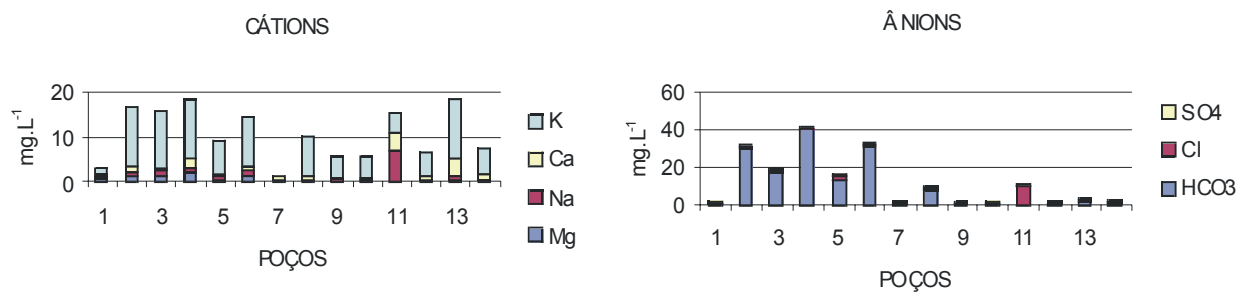 CÁTIONS
mg.L⁻¹
20
10
0
1 3 5 7 9 11 13
POÇOS
K
Ca
Na
Mg
ÂNIONS
mg.L⁻¹
60
40
20
0
1 3 5 7 9 11 13
POÇOS
SO4
Cl
HCO3